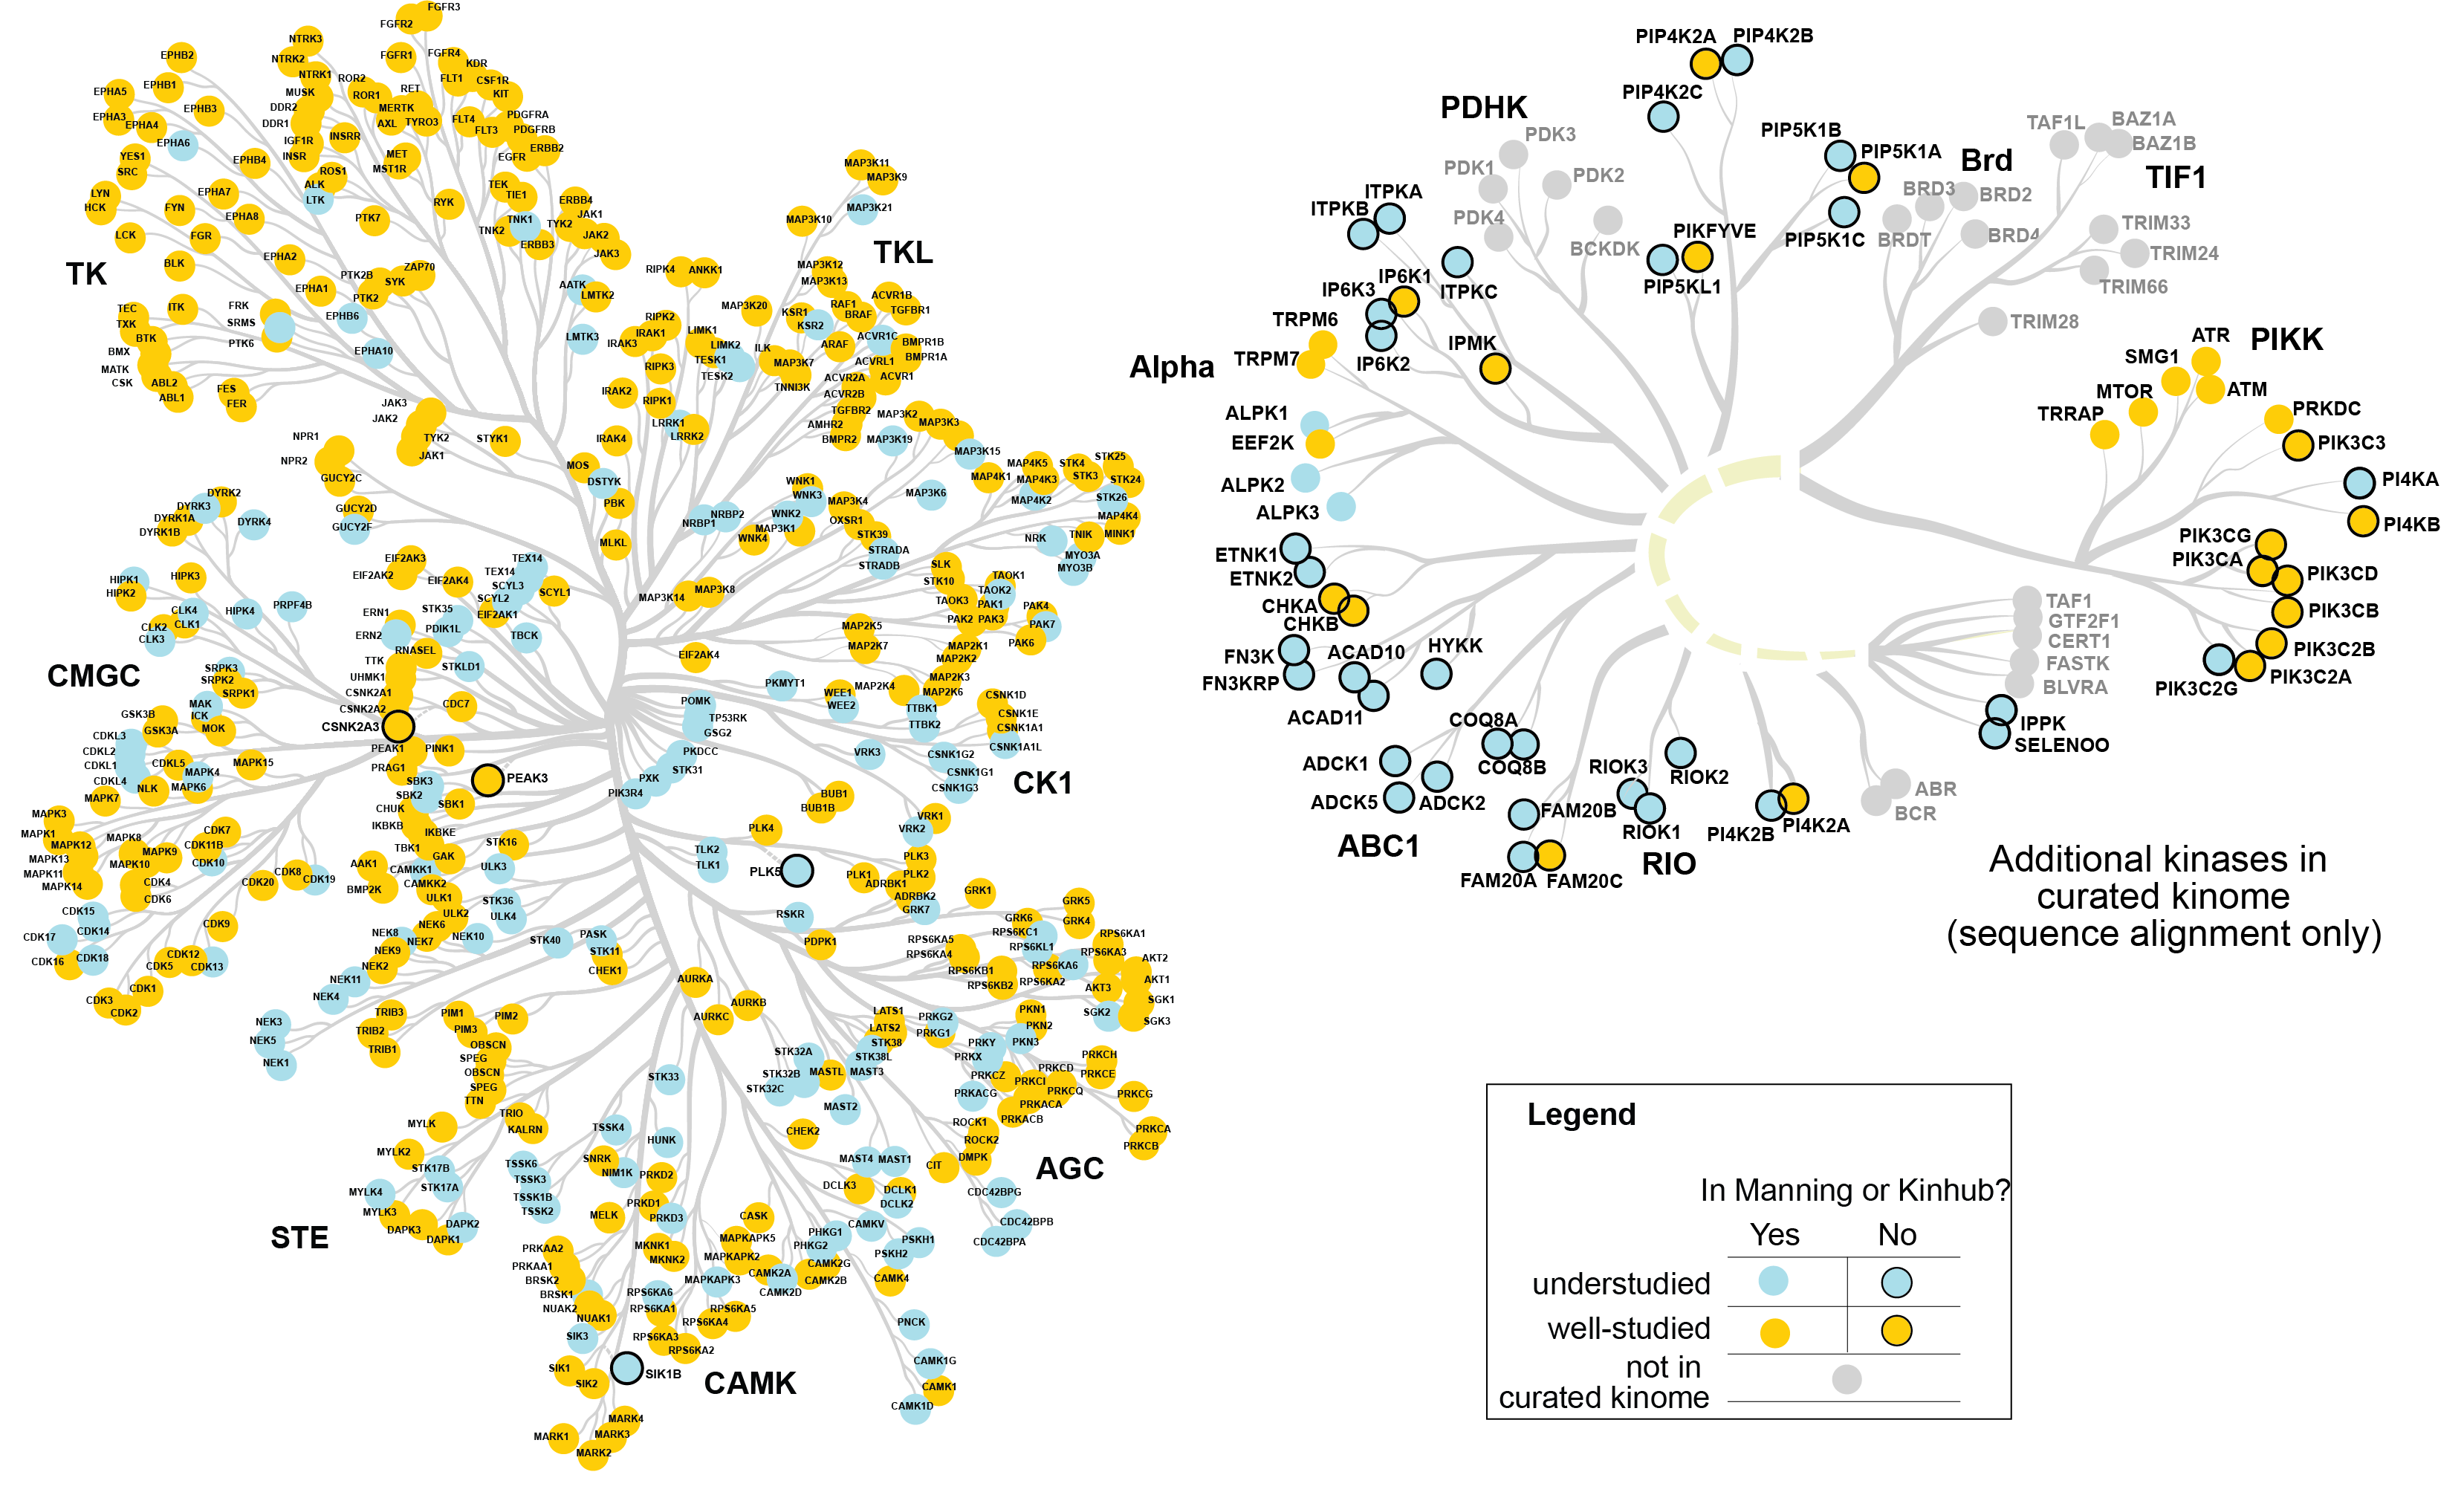 FGFR3
FGFR2
NTRK3
EPHB2
NTRK2
FGFR1
FGFR4
KDR
NTRK1
ROR2
FLT1
CSF1R
EPHB1
EPHA5
MUSK
ROR1
RET
KIT
DDR2
MERTK
EPHB3
EPHA3
EPHA4
DDR1
AXL
TYRO3
FLT4
PDGFRA
FLT3
PDGFRB
EPHA6
IGF1R
INSRR
ERBB2
YES1
EPHB4
INSR
MET
EGFR
SRC
ROS1
MST1R
ALK
TEK
LYN
EPHA7
LTK
TIE1
ERBB4
HCK
FYN
EPHA8
PTK7
RYK
TNK1
JAK1
TYK2
LCK
FGR
TNK2
JAK2
ERBB3
JAK3
BLK
EPHA2
ZAP70
TK
PTK2B
SYK
EPHA1
PTK2
AATK
LMTK2
TEC
ITK
FRK
EPHB6
TXK
SRMS
BTK
PTK6
LMTK3
BMX
EPHA10
MATK
CSK
ABL2
FES
ABL1
FER
JAK3
JAK2
TYK2
STYK1
JAK1
NPR1
NPR2
GUCY2C
GUCY2D
GUCY2F
MAP3K11
MAP3K9
MAP3K21
MAP3K10
TKL
RIPK4
ANKK1
MAP3K12
MAP3K13
MAP3K20
RAF1
ACVR1B
KSR1
BRAF
TGFBR1
RIPK2
KSR2
LIMK1
IRAK1
ACVR1C
IRAK3
LIMK2
ILK
ARAF
BMPR1B
TESK1
MAP3K7
ACVRL1
BMPR1A
RIPK3
TESK2
TNNI3K
ACVR2A
ACVR1
IRAK2
ACVR2B
RIPK1
TGFBR2
MAP3K2
LRRK1
AMHR2
MAP3K3
LRRK2
BMPR2
MAP3K19
IRAK4
MAP3K15
MOS
DSTYK
PBK
MLKL
NRBP1
NRBP2
WNK1
WNK3
WNK2
MAP3K1
WNK4
MAP3K4
OXSR1
STK39
STRADA
STRADB
MAP3K6
MAP4K5
STK4
STK25
MAP4K1
MAP4K3
STK3
STK24
MAP4K2
STK26
MAP4K4
NRK
TNIK
MINK1
MYO3A
MYO3B
SLK
STK10
TAOK1
TAOK2
TAOK3
PAK1
PAK4
PAK2
PAK3
PAK7
PAK6
MAP3K14
MAP3K8
MAP2K5
MAP2K7
MAP2K1
MAP2K2
EIF2AK4
MAP2K3
MAP2K4
MAP2K6
DYRK2
DYRK3
DYRK1A
DYRK4
DYRK1B
HIPK1
HIPK3
HIPK2
CLK4
HIPK4
PRPF4B
CLK2
CLK1
CLK3
CMGC
SRPK3
SRPK2
SRPK1
MAK
ICK
GSK3B
GSK3A
MOK
CDKL3
CDKL2
CDKL1
CDKL5
MAPK4
MAPK15
CDKL4
MAPK6
MAPK7
NLK
MAPK3
MAPK1
MAPK12
MAPK8
CDK7
MAPK13
MAPK9
CDK11B
MAPK10
CDK10
MAPK11
CDK4
CDK8
MAPK14
CDK20
CDK19
CDK6
CDK15
CDK14
CDK9
CDK17
CDK16
CDK18
CDK12
CDK5
CDK13
CDK3
CDK1
CDK2
EIF2AK3
EIF2AK2
EIF2AK4
TEX14
TEX14
SCYL3
SCYL2
SCYL1
EIF2AK1
ERN1
STK35
ERN2
PDIK1L
TBCK
RNASEL
TTK
STKLD1
UHMK1
CSNK2A1
CDC7
CSNK2A2
CSNK2A3
PEAK1
PINK1
PRAG1
PEAK3
SBK3
SBK2
SBK1
CHUK
IKBKB
IKBKE
TBK1
STK16
GAK
AAK1
CAMKK1
ULK3
BMP2K
CAMKK2
ULK1
STK36
ULK2
ULK4
NEK6
NEK8
NEK7
NEK10
NEK9
STK40
PASK
STK11
NEK2
CHEK1
NEK11
NEK4
NEK3
NEK5
NEK1
TRIB3
TRIB2
TRIB1
PIM1
PIM2
PIM3
OBSCN
SPEG
OBSCN
SPEG
TTN
TRIO
KALRN
MYLK
MYLK2
STK17B
STK17A
MYLK4
MYLK3
DAPK3
DAPK2
DAPK1
STE
PKMYT1
WEE1
WEE2
TTBK1
TTBK2
CSNK1D
CSNK1E
CSNK1A1
CSNK1A1L
VRK3
CSNK1G2
CSNK1G1
CSNK1G3
CK1
POMK
TP53RK
GSG2
PKDCC
STK31
PXK
PIK3R4
BUB1
BUB1B
VRK1
VRK2
PLK4
TLK2
TLK1
PLK5
PLK3
PLK1
PLK2
ADRBK1
ADRBK2
GRK7
GRK1
GRK5
RSKR
GRK6
GRK4
PDPK1
RPS6KC1
RPS6KA5
RPS6KL1
RPS6KA1
RPS6KA4
RPS6KA3
RPS6KB1
RPS6KA6
AKT2
RPS6KB2
RPS6KA2
AKT3
AKT1
SGK1
SGK2
SGK3
AURKA
AURKB
AURKC
LATS1
LATS2
PRKG2
PKN1
PRKG1
PKN2
STK38
PRKY
PKN3
STK32A
STK38L
PRKX
PRKCH
STK32B
MASTL
MAST3
PRKCZ
PRKCD
PRKCE
STK32C
PRKCI
PRKCQ
PRKCG
PRKACG
PRKACA
MAST2
PRKACB
ROCK1
CHEK2
ROCK2
PRKCA
PRKCB
DMPK
CIT
MAST4
MAST1
AGC
DCLK3
DCLK1
DCLK2
CDC42BPG
CDC42BPB
CDC42BPA
STK33
TSSK4
HUNK
TSSK6
SNRK
NIM1K
TSSK3
PRKD2
TSSK1B
PRKD1
TSSK2
PRKD3
MELK
CASK
PHKG1
CAMKV
PRKAA2
MKNK1
MAPKAPK5
PHKG2
PSKH1
PRKAA1
MKNK2
MAPKAPK2
CAMK2G
PSKH2
BRSK2
MAPKAPK3
CAMK2A
CAMK2B
CAMK4
BRSK1
RPS6KA6
CAMK2D
NUAK2
RPS6KA1
RPS6KA5
NUAK1
RPS6KA4
SIK3
RPS6KA3
PNCK
RPS6KA2
SIK1
SIK1B
CAMK1G
SIK2
CAMK
CAMK1
CAMK1D
MARK4
MARK1
MARK3
MARK2
PIP4K2A
PIP4K2B
PIP4K2C
PDHK
PDK3
PDK1
PDK2
PDK4
BCKDK
PIP5K1B
PIP5K1A
PIP5K1C
PIKFYVE
PIP5KL1
Brd
BRD3
BRD2
BRDT
BRD4
TAF1L
BAZ1A
BAZ1B
TIF1
TRIM33
TRIM24
TRIM66
TRIM28
ITPKA
ITPKB
ITPKC
IP6K1
IP6K3
IP6K2
IPMK
TRPM6
TRPM7
Alpha
ALPK1
EEF2K
ALPK2
ALPK3
PIKK
ATR
SMG1
ATM
MTOR
TRRAP
PRKDC
PIK3C3
PI4KA
PI4KB
PIK3CG
PIK3CA
PIK3CD
PIK3CB
PIK3C2B
PIK3C2A
PIK3C2G
ETNK1
ETNK2
CHKA
CHKB
FN3K
FN3KRP
ACAD10
ACAD11
HYKK
COQ8A
COQ8B
ADCK1
ADCK5
ADCK2
ABC1
FAM20B
FAM20A
FAM20C
RIOK3
RIOK2
RIOK1
RIO
PI4K2B
PI4K2A
TAF1
GTF2F1
CERT1
FASTK
BLVRA
IPPK
SELENOO
ABR
BCR
Additional kinases in
curated kinome
(sequence alignment only)
Legend
In Manning or Kinhub?
Yes
No
understudied
well-studied
not in
curated kinome